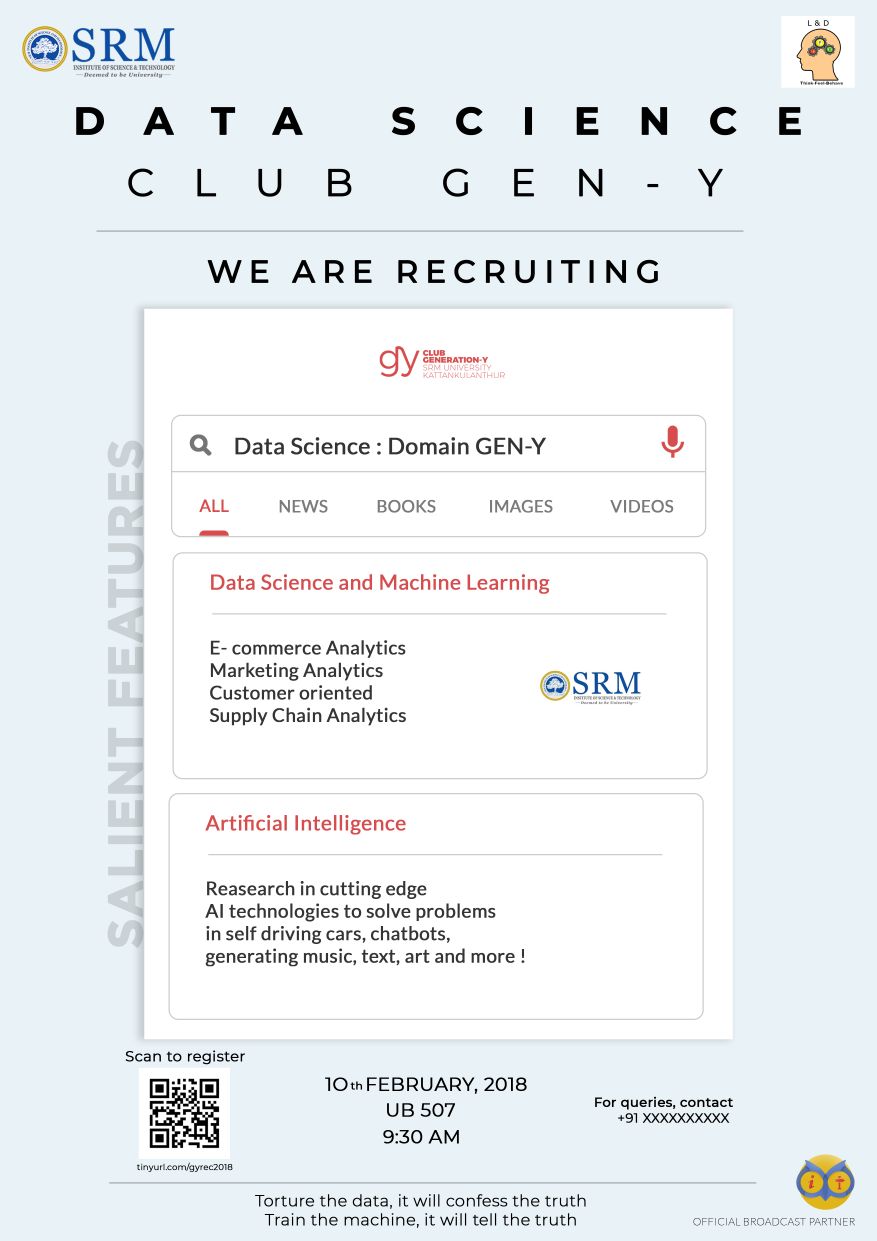 SRM
INSTITUTE OF SCIENCE & TECHNOLOGY
Deemed to be University
L & D
Think-Feel-Behave
DATA SCIENCE
CLUB GEN-Y
WE ARE RECRUITING
SALIENT FEATURES
gy
CLUB
GENERATION-Y
SRM UNIVERSITY
KATTANKULANTHUR
Data Science : Domain GEN-Y
ALL NEWS BOOKS IMAGES VIDEOS
Data Science and Machine Learning
E- commerce Analytics
Marketing Analytics
Customer oriented
Supply Chain Analytics
SRM
INSTITUTE OF SCIENCE & TECHNOLOGY
Deemed to be University
Artificial Intelligence
Reasearch in cutting edge
AI technologies to solve problems
in self driving cars, chatbots,
generating music, text, art and more !
Scan to register
tinyurl.com/gyrec2018
10th FEBRUARY, 2018
UB 507
9:30 AM
For queries, contact
+91 XXXXXXXXXX
Torture the data, it will confess the truth
Train the machine, it will tell the truth
i t
OFFICIAL BROADCAST PARTNER